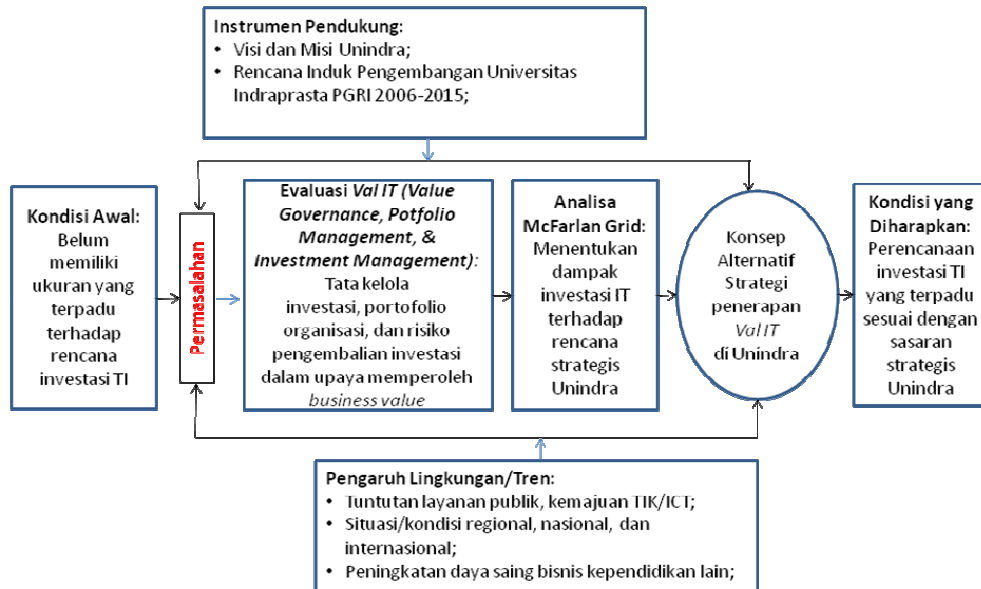 Instrumen Pendukung:
• Visi dan Misi Unindra;
• Rencana Induk Pengembangan Universitas
Indraprasta PGRI 2006-2015;
Kondisi Awal:
Belum
memiliki
ukuran yang
terpadu
terhadap
rencana
investasi TI
Permasalahan
Evaluasi Val IT (Value
Governance, Potfolio
Management, &
Investment Management):
Tata kelola
investasi, portofolio
organisasi, dan risiko
pengembalian investasi
dalam upaya memperoleh
business value
Analisa
McFarlan Grid:
Menentukan
dampak
investasi IT
terhadap
rencana
strategis
Unindra
Konsep
Alternatif
Strategi
penerapan
Val IT
di Unindra
Kondisi yang
Diharapkan:
Perencanaan
investasi TI
yang terpadu
sesuai dengan
sasaran
strategis
Unindra
Pengaruh Lingkungan/Tren:
• Tuntutan layanan publik, kemajuan TIK/ICT;
• Situasi/kondisi regional, nasional, dan
internasional;
• Peningkatan daya saing bisnis kependidikan lain;